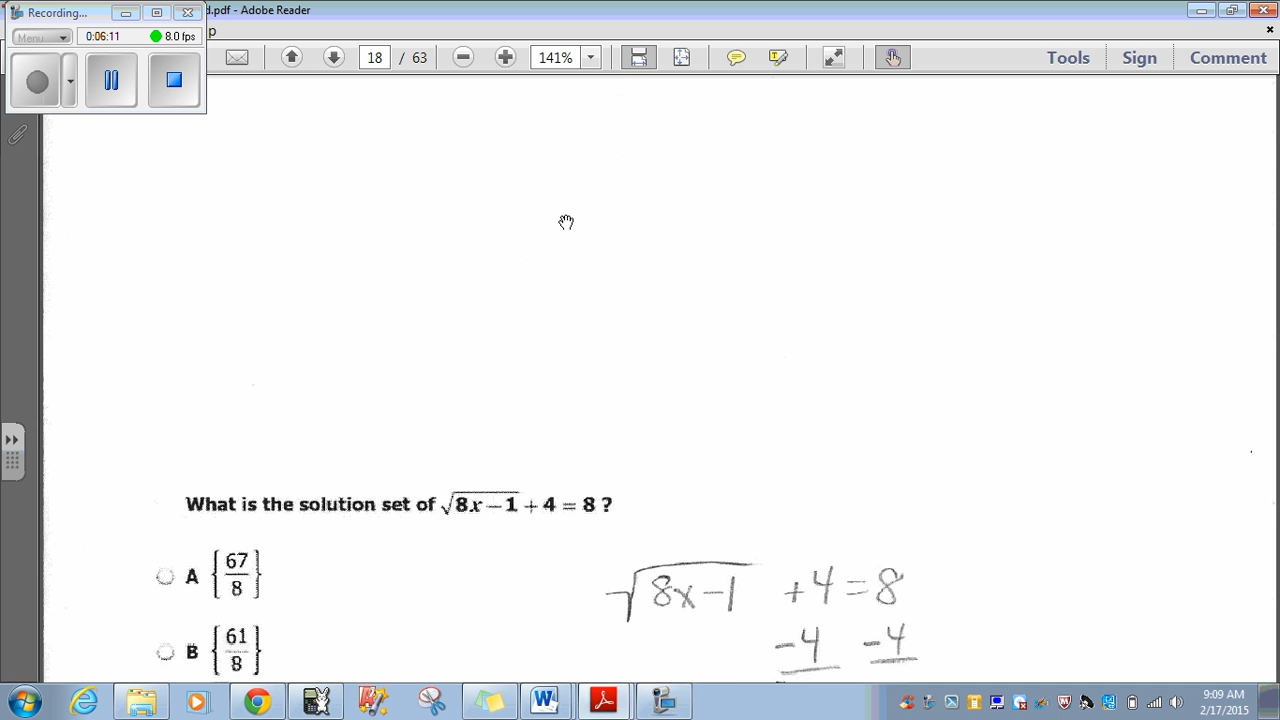 Recording...
d.pdf - Adobe Reader
Menu
0:06:11
8.0 fps
p
18 / 63
141%
Tools
Sign
Comment
What is the solution set of √8x−1 + 4 = 8 ?
A {67/8}
√8x−1 +4=8
-4 -4
B {61/8}
9:09 AM
2/17/2015